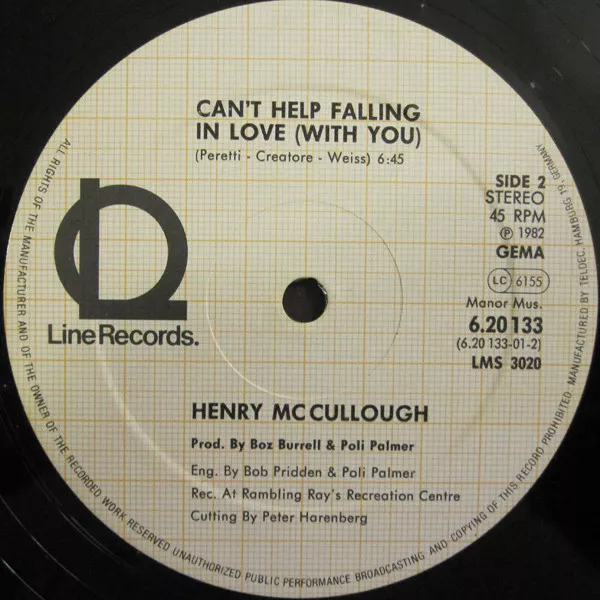 CAN'T HELP FALLING
IN LOVE (WITH YOU)
(Peretti - Creatore - Weiss) 6:45
SIDE 2
STEREO
45 RPM
℗ 1982
GEMA
LC 6155
Manor Mus.
6.20 133
(6.20 133-01-2)
LMS 3020
Line Records.
HENRY MC CULLOUGH
Prod. By Boz Burrell & Poli Palmer
Eng. By Bob Pridden & Poli Palmer
Rec. At Rambling Ray's Recreation Centre
Cutting By Peter Harenberg
ALL RIGHTS OF THE MANUFACTURER AND OF THE OWNER OF THE RECORDED WORK RESERVED UNAUTHORIZED PUBLIC PERFORMANCE BROADCASTING AND COPYING OF THIS RECORD PROHIBITED. MANUFACTURED BY TELDEC, HAMBURG 19, GERMANY